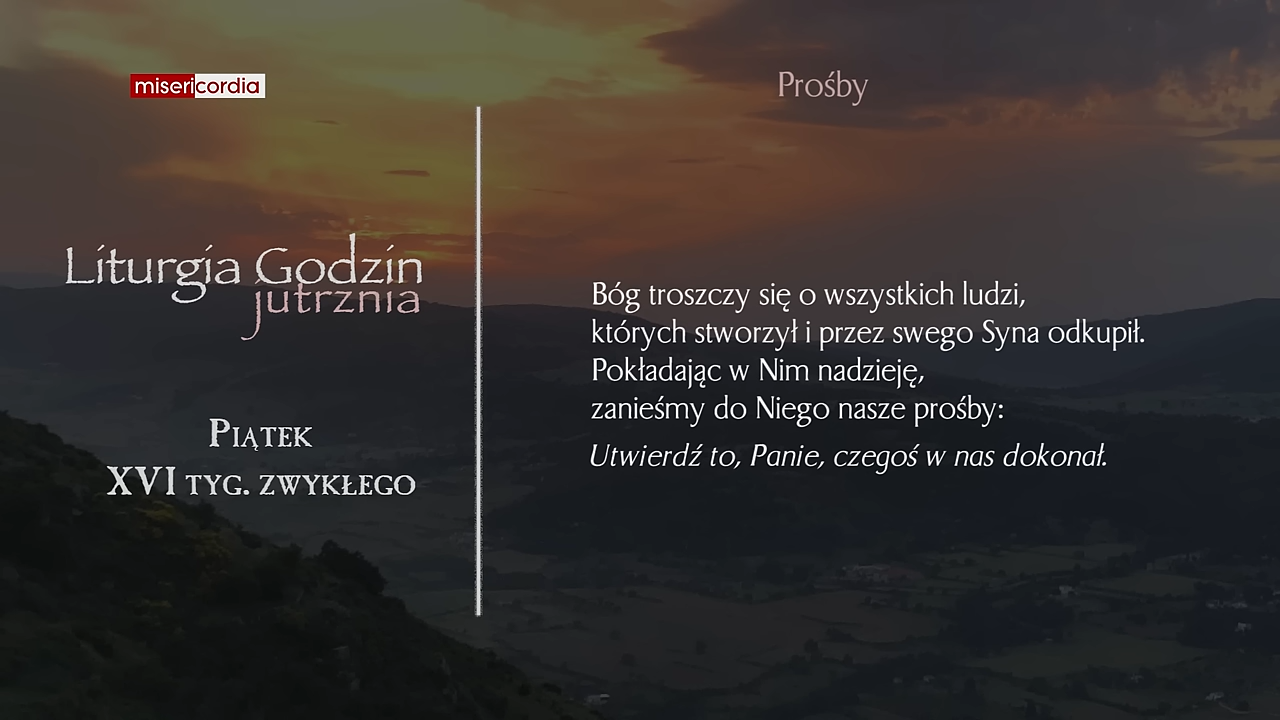 misericordia
Liturgia Godzin
jutrznia
Piątek
XVI tyg. zwykłego
Prośby
Bóg troszczy się o wszystkich ludzi,
których stworzył i przez swego Syna odkupił.
Pokładając w Nim nadzieję,
zanieśmy do Niego nasze prośby:
Utwierdź to, Panie, czegoś w nas dokonał.